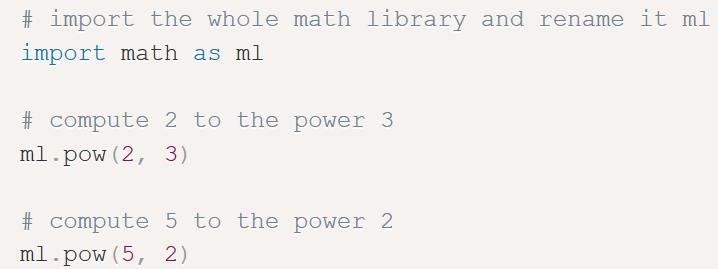 # import the whole math library and rename it ml
import math as ml
# compute 2 to the power 3
ml.pow(2, 3)
# compute 5 to the power 2
ml.pow(5, 2)